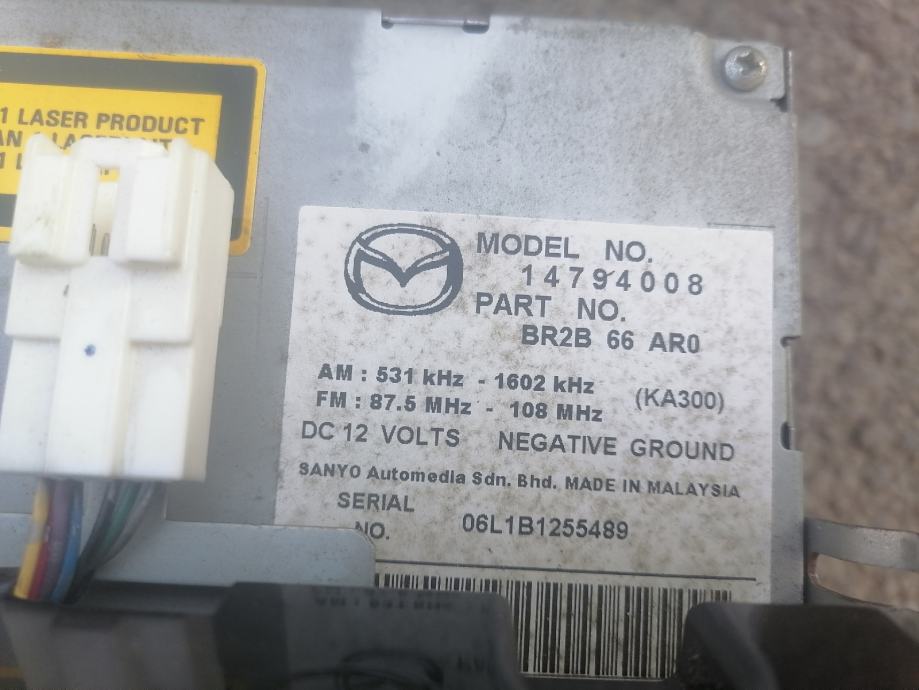 1 LASER PRODUCT
MODEL NO.
14794008
PART NO.
BR2B 66 AR0
AM : 531 kHz - 1602 kHz
(KA300)
FM : 87.5 MHz - 108 MHz
DC 12 VOLTS NEGATIVE GROUND
SANYO Automedia Sdn. Bhd. MADE IN MALAYSIA
SERIAL
NO. 06L1B1255489